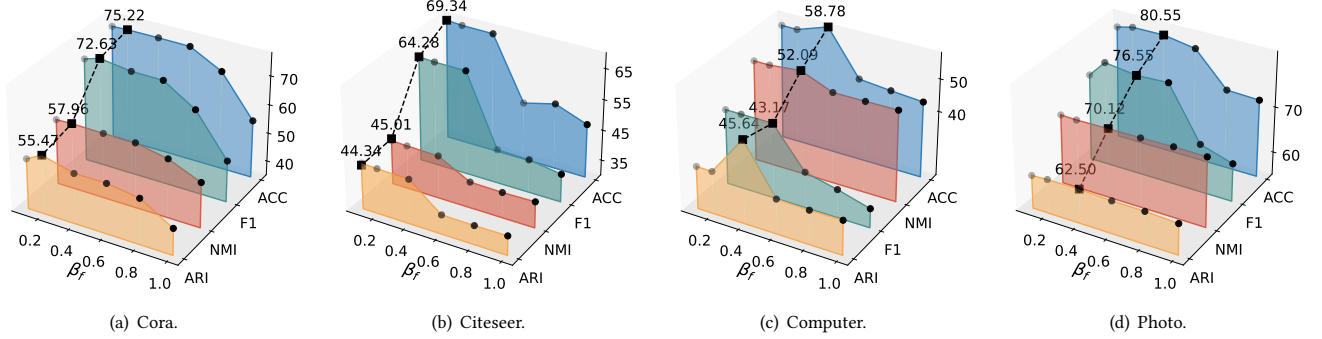 75.22
72.63
57.96
55.47
70
60
50
40
ACC
F1
NMI
ARI
0.2
0.4
0.6
0.8
1.0
β_f
(a) Cora.
69.34
64.28
45.01
44.34
65
55
45
35
ACC
F1
NMI
ARI
0.2
0.4
0.6
0.8
1.0
β_f
(b) Citeseer.
58.78
52.09
43.17
45.64
50
40
ACC
NMI
F1
ARI
0.2
0.4
0.6
0.8
1.0
β_f
(c) Computer.
80.55
76.55
70.12
62.50
70
60
ACC
F1
NMI
ARI
0.2
0.4
0.6
0.8
1.0
β_f
(d) Photo.